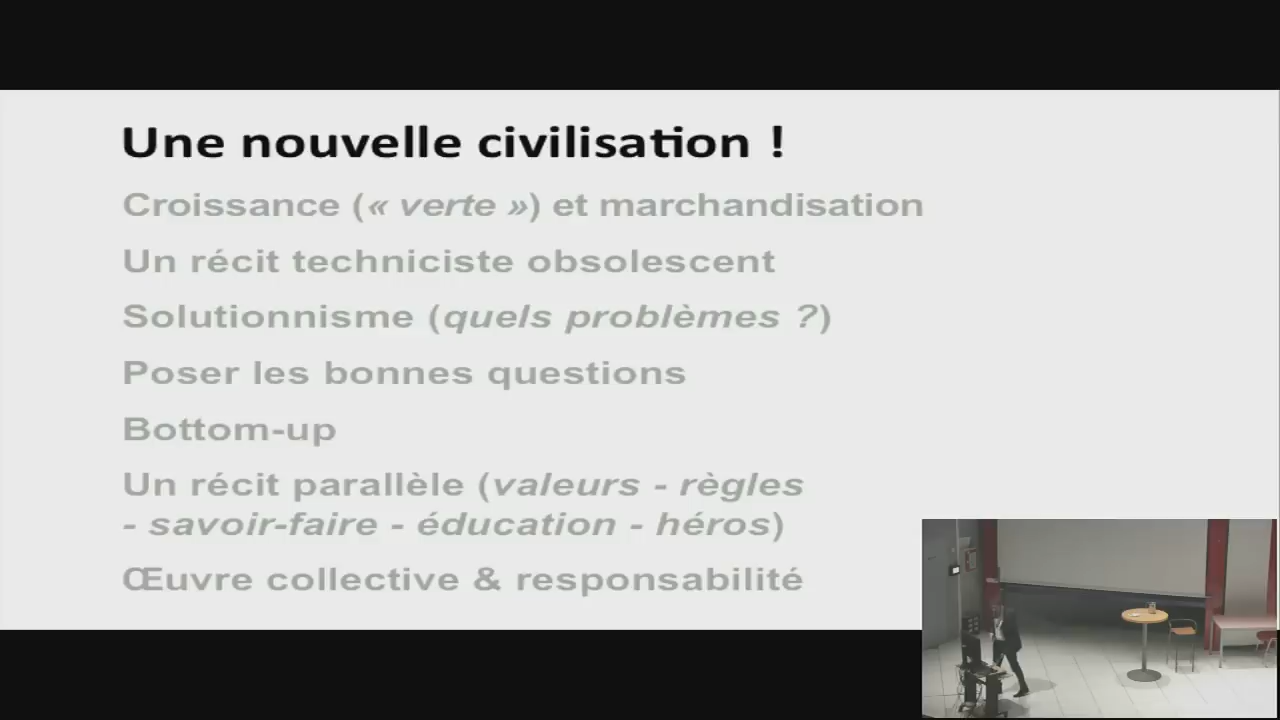 Une nouvelle civilisation !
Croissance (« verte ») et marchandisation
Un récit techniciste obsolescent
Solutionnisme (quels problèmes ?)
Poser les bonnes questions
Bottom-up
Un récit parallèle (valeurs - règles
- savoir-faire - éducation - héros)
Œuvre collective & responsabilité